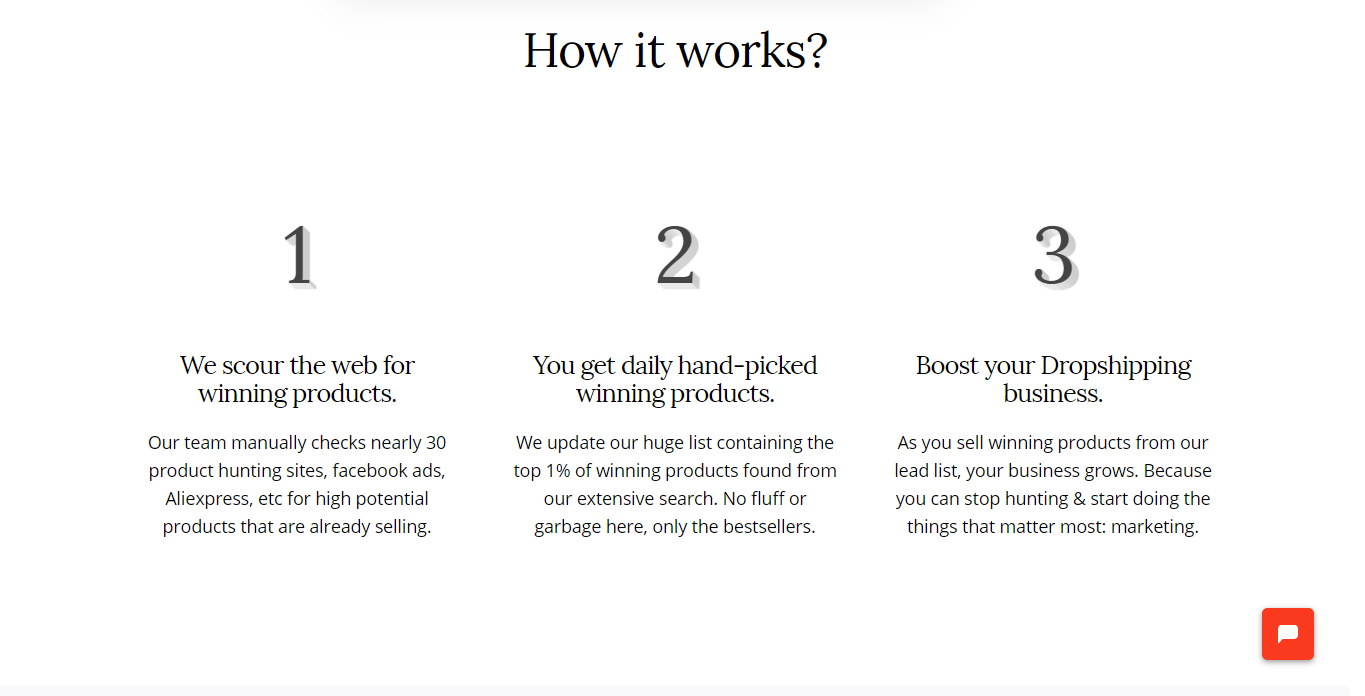 How it works?
1
2
3
We scour the web for
winning products.
You get daily hand-picked
winning products.
Boost your Dropshipping
business.
Our team manually checks nearly 30
product hunting sites, facebook ads,
Aliexpress, etc for high potential
products that are already selling.
We update our huge list containing the
top 1% of winning products found from
our extensive search. No fluff or
garbage here, only the bestsellers.
As you sell winning products from our
lead list, your business grows. Because
you can stop hunting & start doing the
things that matter most: marketing.